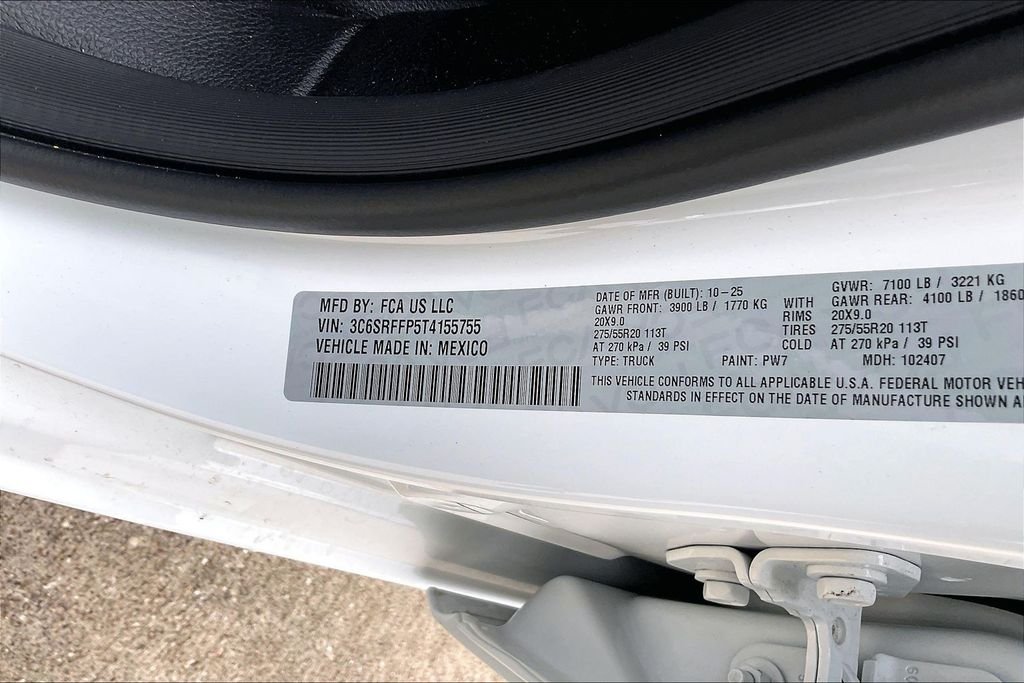 MFD BY: FCA US LLC
VIN: 3C6SRFFP5T4155755
VEHICLE MADE IN: MEXICO
DATE OF MFR (BUILT): 10-25
GVWR: 7100 LB / 3221 KG
GAWR FRONT: 3900 LB / 1770 KG WITH GAWR REAR: 4100 LB / 1860
20X9.0 RIMS 20X9.0
275/55R20 113T TIRES 275/55R20 113T
AT 270 kPa / 39 PSI COLD AT 270 kPa / 39 PSI
TYPE: TRUCK PAINT: PW7 MDH: 102407
THIS VEHICLE CONFORMS TO ALL APPLICABLE U.S.A. FEDERAL MOTOR VEH
STANDARDS IN EFFECT ON THE DATE OF MANUFACTURE SHOWN A